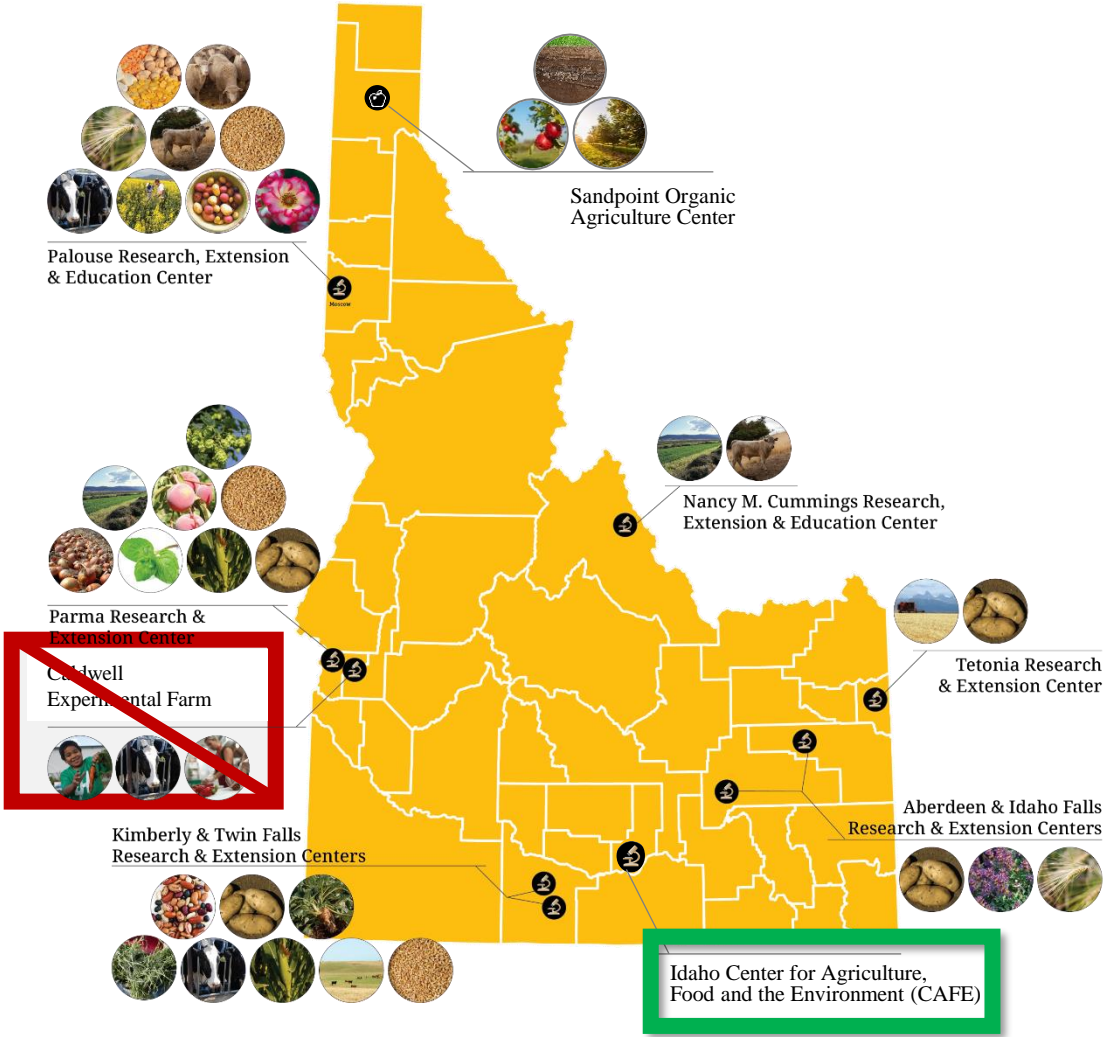 Sandpoint Organic
Agriculture Center
Palouse Research, Extension
& Education Center
Moscow
Nancy M. Cummings Research,
Extension & Education Center
Parma Research &
Extension Center
Caldwell
Experimental Farm
Tetonia Research
& Extension Center
Aberdeen & Idaho Falls
Research & Extension Centers
Kimberly & Twin Falls
Research & Extension Centers
Idaho Center for Agriculture,
Food and the Environment (CAFE)